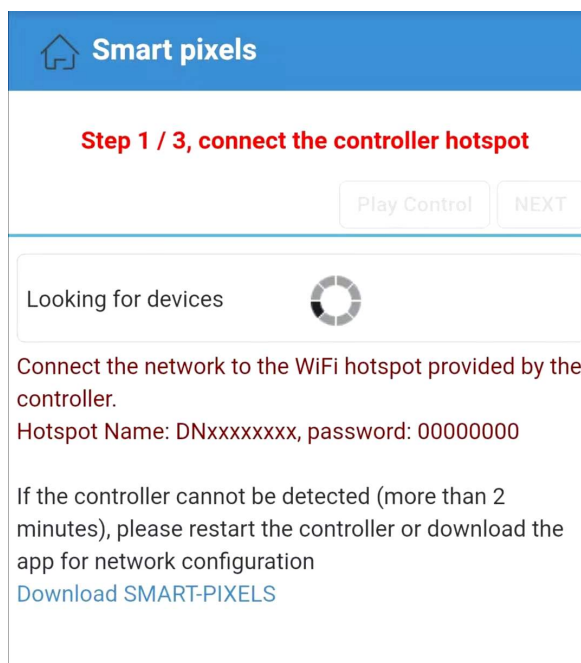 Smart pixels
Step 1 / 3, connect the controller hotspot
Play Control NEXT
Looking for devices
Connect the network to the WiFi hotspot provided by the
controller.
Hotspot Name: DNxxxxxxxx, password: 00000000
If the controller cannot be detected (more than 2
minutes), please restart the controller or download the
app for network configuration
Download SMART-PIXELS